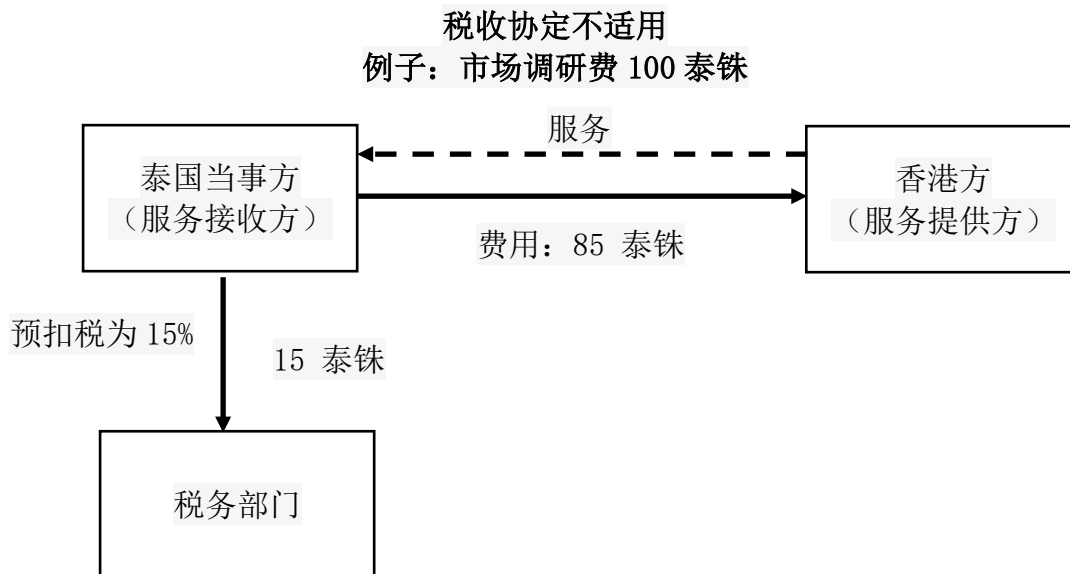 税收协定不适用
例子：市场调研费 100 泰铢
服务
泰国当事方
（服务接收方）
香港方
（服务提供方）
费用：85 泰铢
预扣税为 15%
15 泰铢
税务部门